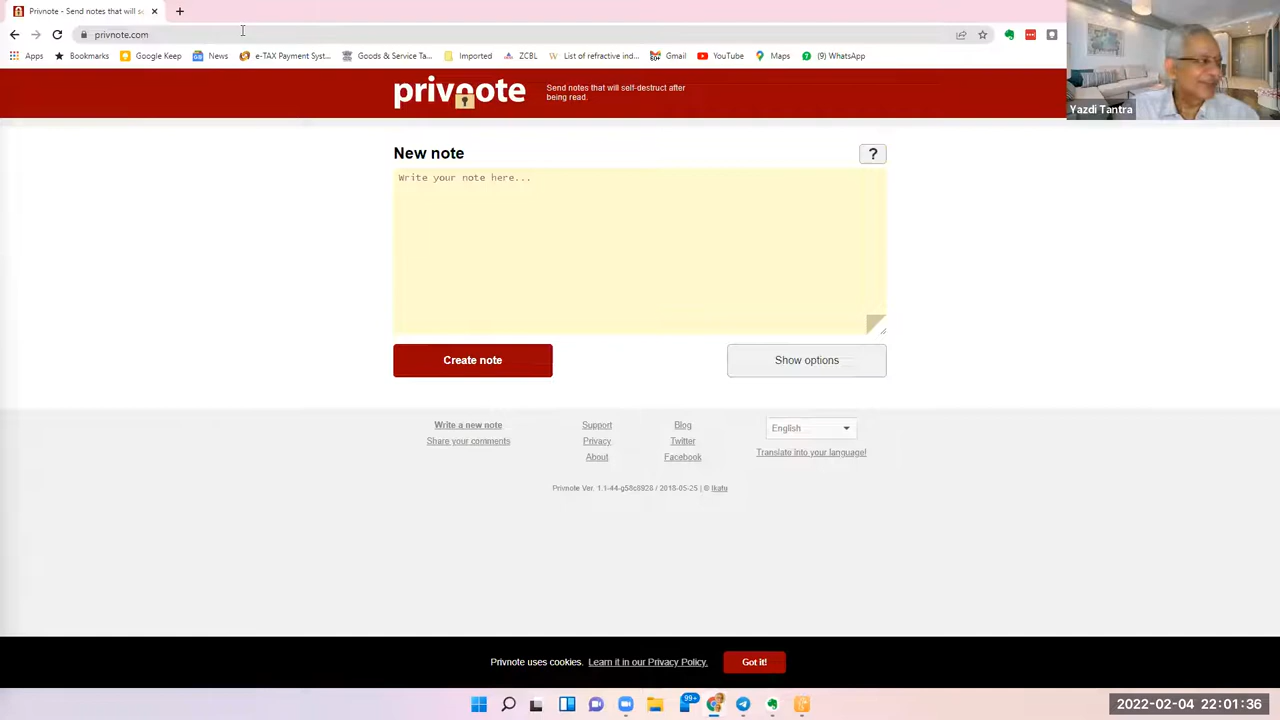 Privnote - Send notes that will se
privnote.com
Apps
Bookmarks
Google Keep
News
e-TAX Payment Syst...
Goods & Service Ta...
Imported
ZCBL
List of refractive ind...
Gmail
YouTube
Maps
(9) WhatsApp
privnote
Send notes that will self-destruct after
being read.
Yazdi Tantra
New note
?
Write your note here...
Create note
Show options
Write a new note
Support
Blog
English
Share your comments
Privacy
Twitter
Translate into your language!
About
Facebook
Privnote Ver. 1.1-44-g58c8928 / 2018-05-25 | © Ikatu
Privnote uses cookies. Learn it in our Privacy Policy.
Got it!
99+
2022-02-04 22:01:36